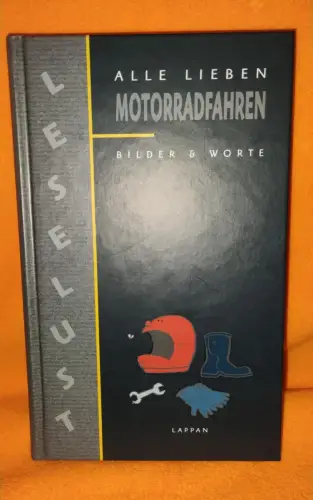 LESELUST
ALLE LIEBEN
MOTORRADFAHREN
BILDER & WORTE
LAPPAN